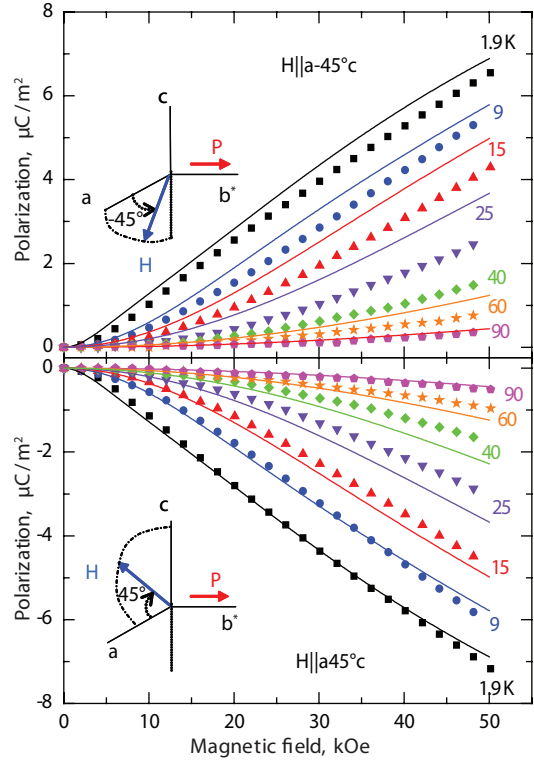 8
6
4
2
0
Polarization, μC/m²
H||a-45°c
1.9K
9
15
25
40
60
90
c
P
a
-45°
b*
H
0
-2
-4
-6
-8
Polarization, μC/m²
90
60
40
25
15
9
1.9K
c
H
P
45°
b*
a
H||a45°c
0 10 20 30 40 50
Magnetic field, kOe